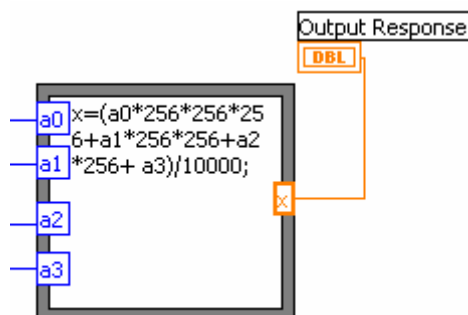 Output Response
DBL
a0
x=(a0*256*256*25
6+a1*256*256+a2
*256+ a3)/10000;
a1
a2
a3
x